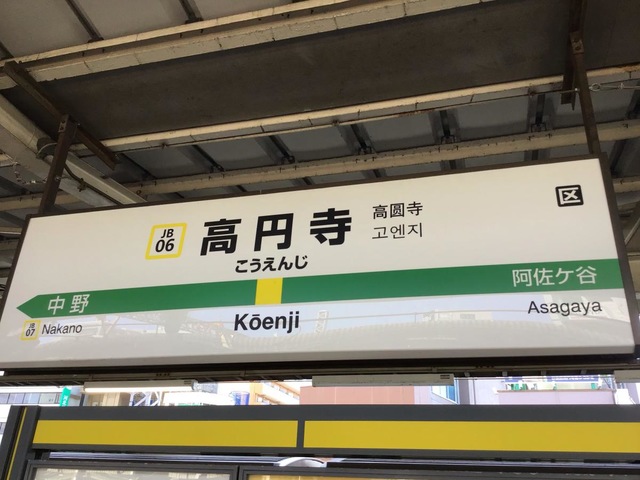 区
JB
06
高円寺
こうえんじ
高圆寺
고엔지
中野
阿佐ケ谷
JB
07
Nakano
Kōenji
Asagaya